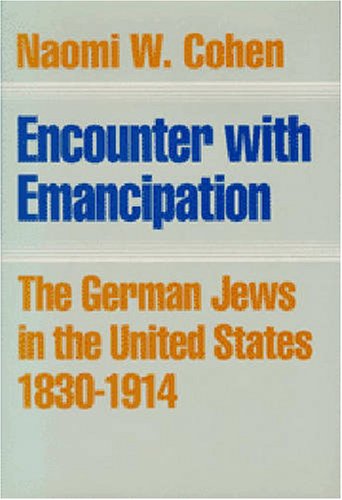 Naomi W. Cohen
Encounter with
Emancipation
The German Jews
in the United States
1830-1914